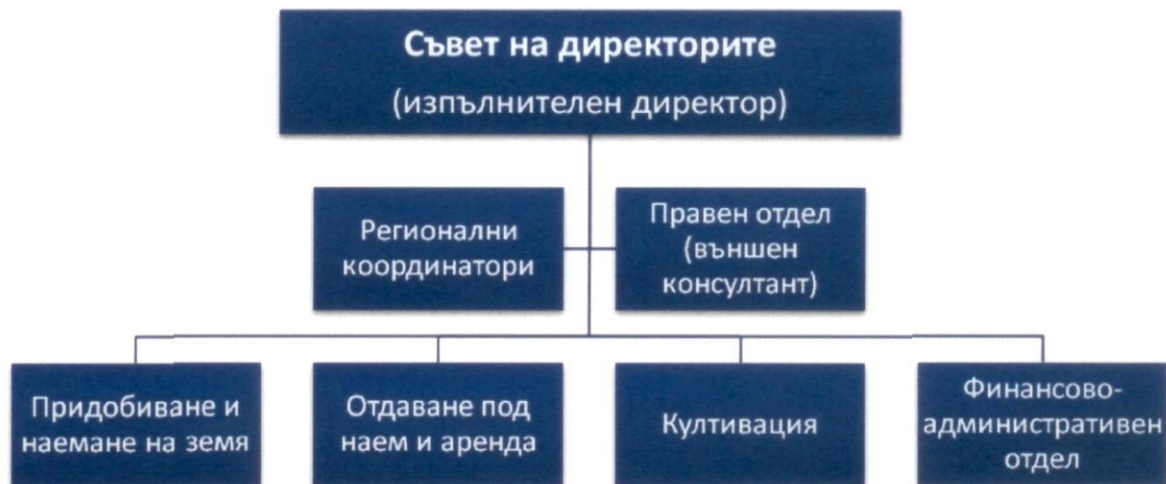 Съвет на директорите
(изпълнителен директор)
Регионални
координатори
Правен отдел
(външен
консултант)
Придобиване и
наемане на земя
Отдаване под
наем и аренда
Култивация
Финансово-
административен
отдел